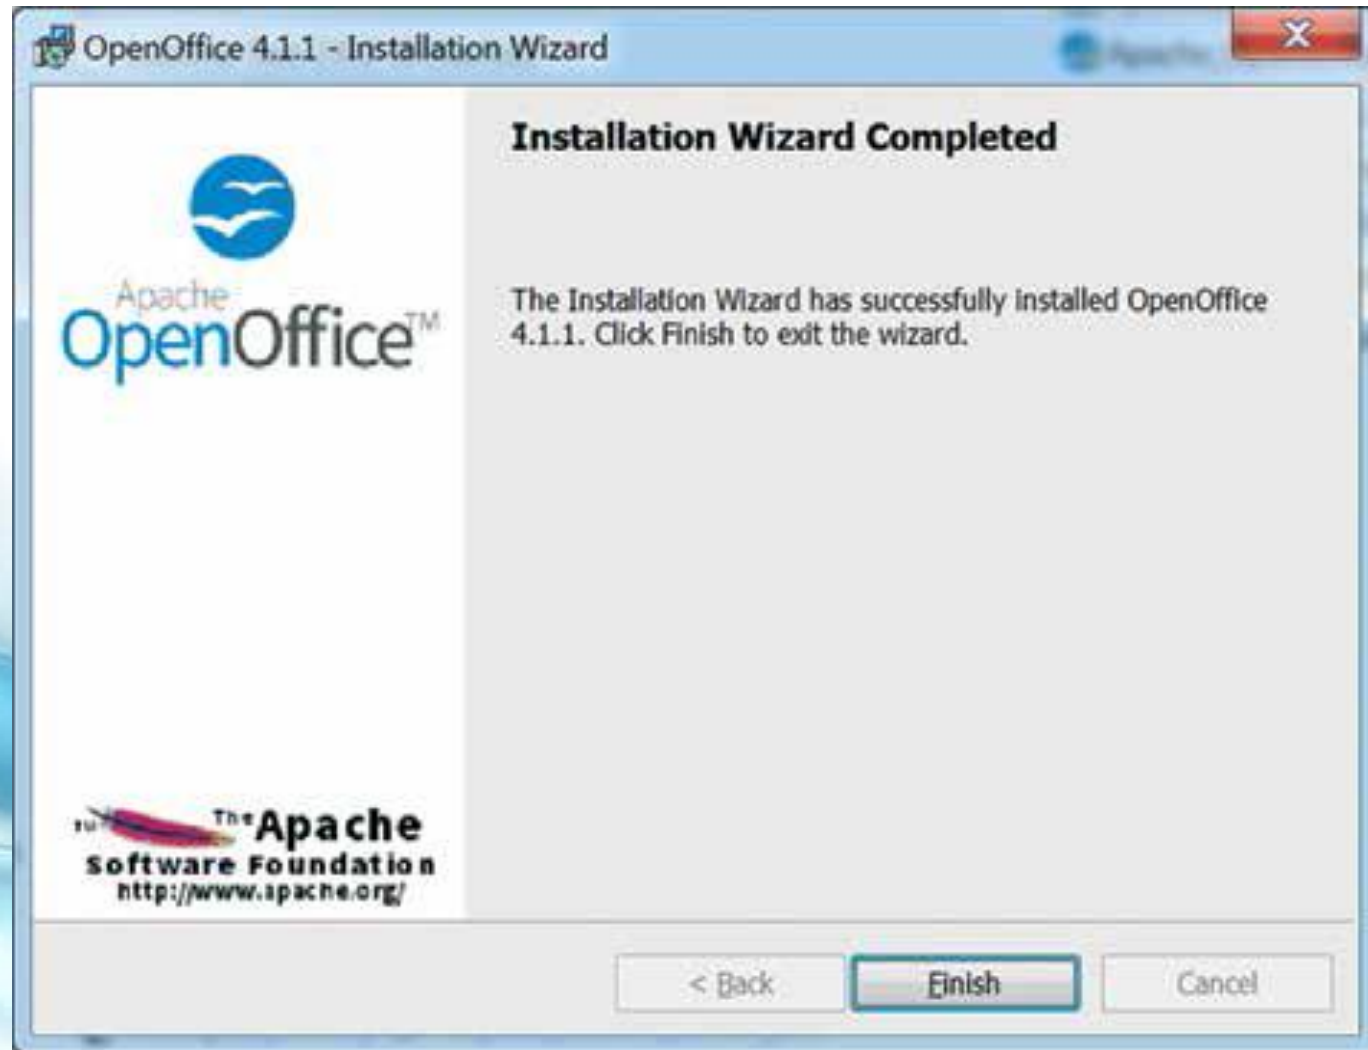 OpenOffice 4.1.1 - Installation Wizard
Apache
Installation Wizard Completed
Apache
OpenOffice™
The Installation Wizard has successfully installed OpenOffice
4.1.1. Click Finish to exit the wizard.
The Apache
Software Foundation
http://www.apache.org/
< Back
Finish
Cancel